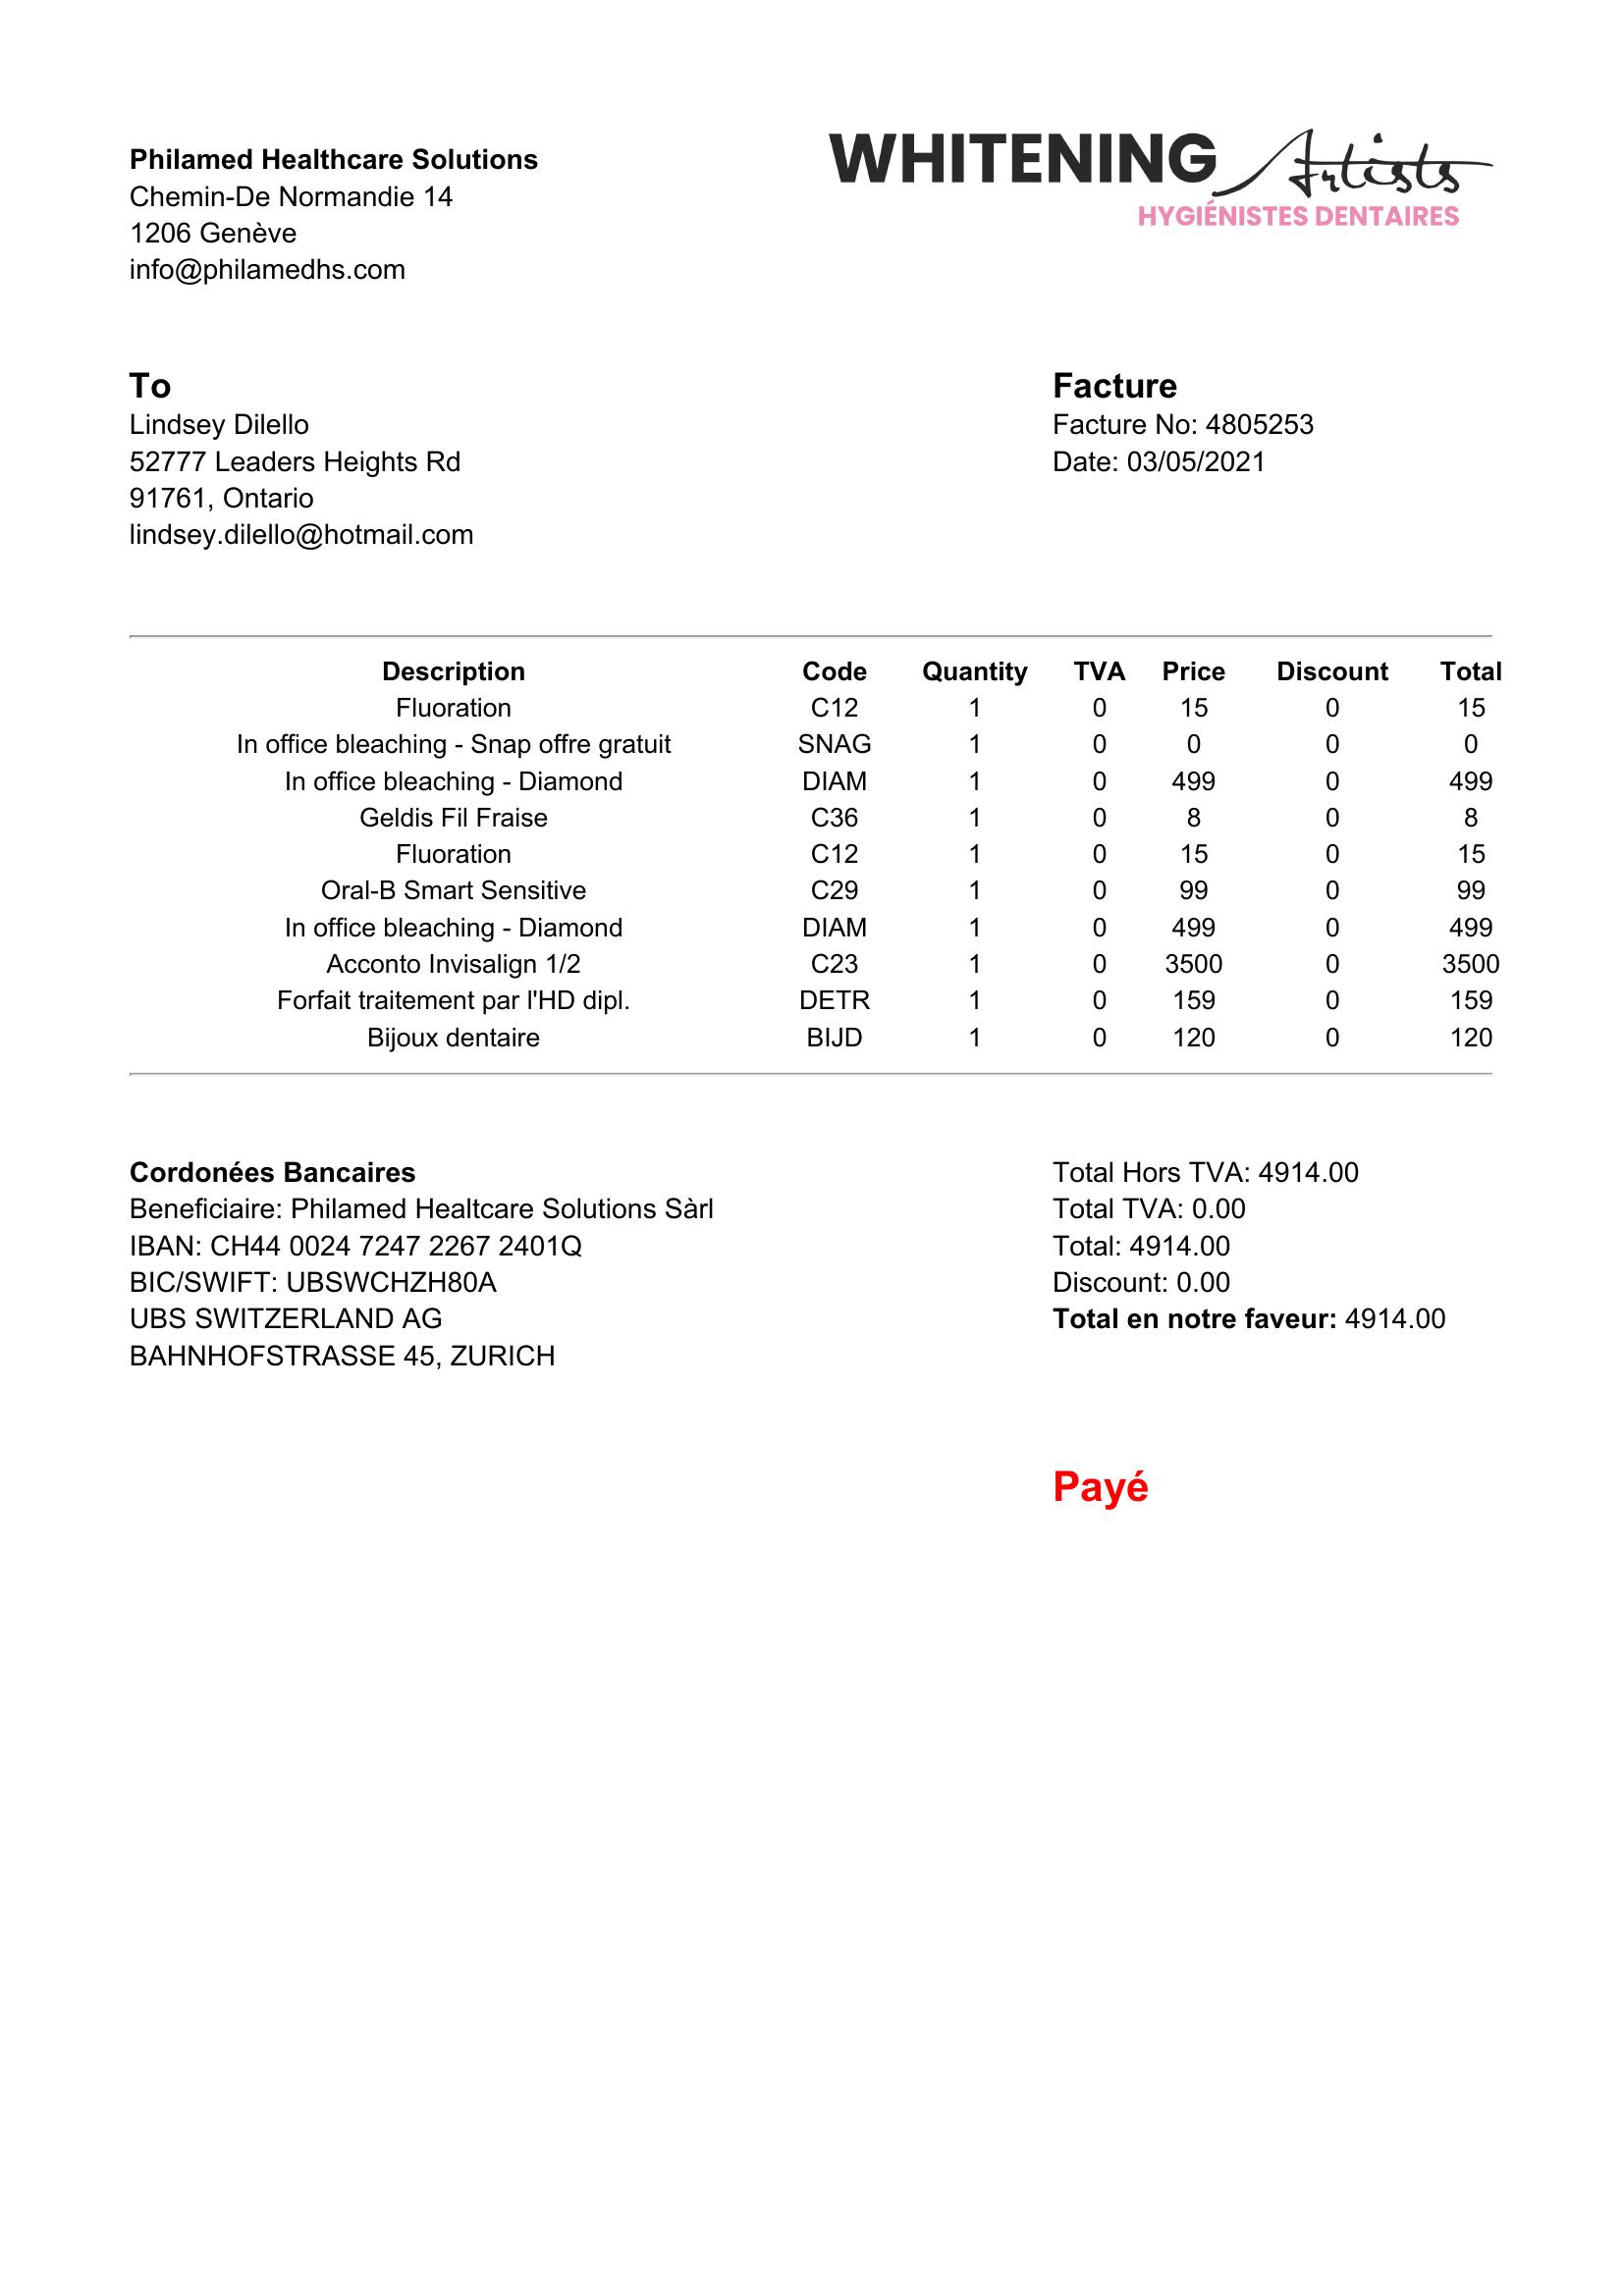 Philamed Healthcare Solutions
Chemin-De Normandie 14
1206 Genève
info@philamedhs.com
WHITENING Artists
HYGIÉNISTES DENTAIRES
To
Lindsey Dilello
52777 Leaders Heights Rd
91761, Ontario
lindsey.dilello@hotmail.com
Facture
Facture No: 4805253
Date: 03/05/2021
Description Code Quantity TVA Price Discount Total
Fluoration C12 1 0 15 0 15
In office bleaching - Snap offre gratuit SNAG 1 0 0 0 0
In office bleaching - Diamond DIAM 1 0 499 0 499
Geldis Fil Fraise C36 1 0 8 0 8
Fluoration C12 1 0 15 0 15
Oral-B Smart Sensitive C29 1 0 99 0 99
In office bleaching - Diamond DIAM 1 0 499 0 499
Acconto Invisalign 1/2 C23 1 0 3500 0 3500
Forfait traitement par l'HD dipl. DETR 1 0 159 0 159
Bijoux dentaire BIJD 1 0 120 0 120
Cordonées Bancaires
Beneficiaire: Philamed Healtcare Solutions Sàrl
IBAN: CH44 0024 7247 2267 2401Q
BIC/SWIFT: UBSWCHZH80A
UBS SWITZERLAND AG
BAHNHOFSTRASSE 45, ZURICH
Total Hors TVA: 4914.00
Total TVA: 0.00
Total: 4914.00
Discount: 0.00
Total en notre faveur: 4914.00
Payé